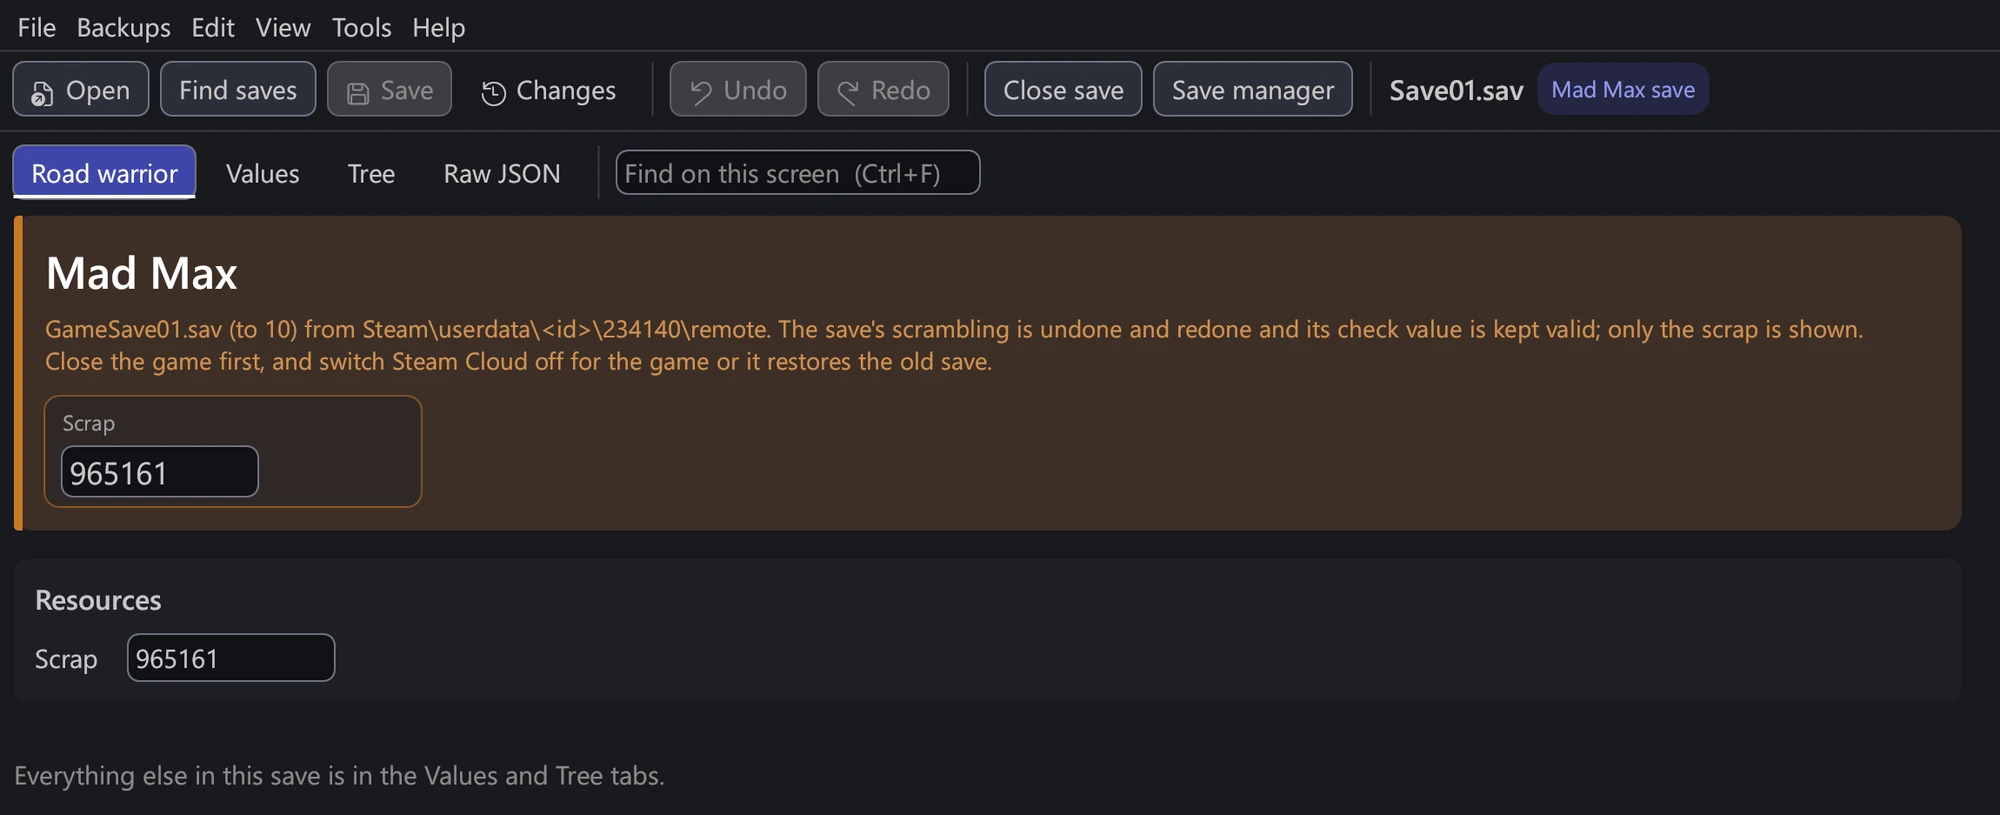 File Backups Edit View Tools Help
Open Find saves Save Changes Undo Redo Close save Save manager Save01.sav Mad Max save
Road warrior Values Tree Raw JSON Find on this screen (Ctrl+F)
Mad Max
GameSave01.sav (to 10) from Steam\userdata\<id>\234140\remote. The save's scrambling is undone and redone and its check value is kept valid; only the scrap is shown.
Close the game first, and switch Steam Cloud off for the game or it restores the old save.
Scrap
965161
Resources
Scrap 965161
Everything else in this save is in the Values and Tree tabs.